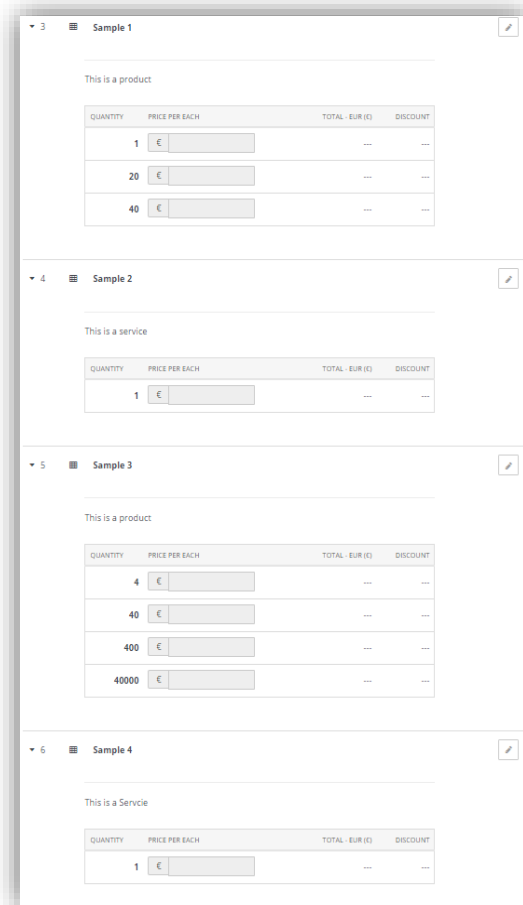 3 Sample 1
This is a product
QUANTITY PRICE PER EACH TOTAL - EUR (€) DISCOUNT
1 € --- ---
20 € --- ---
40 € --- ---
4 Sample 2
This is a service
QUANTITY PRICE PER EACH TOTAL - EUR (€) DISCOUNT
1 € --- ---
5 Sample 3
This is a product
QUANTITY PRICE PER EACH TOTAL - EUR (€) DISCOUNT
4 € --- ---
40 € --- ---
400 € --- ---
40000 € --- ---
6 Sample 4
This is a Servcie
QUANTITY PRICE PER EACH TOTAL - EUR (€) DISCOUNT
1 € --- ---